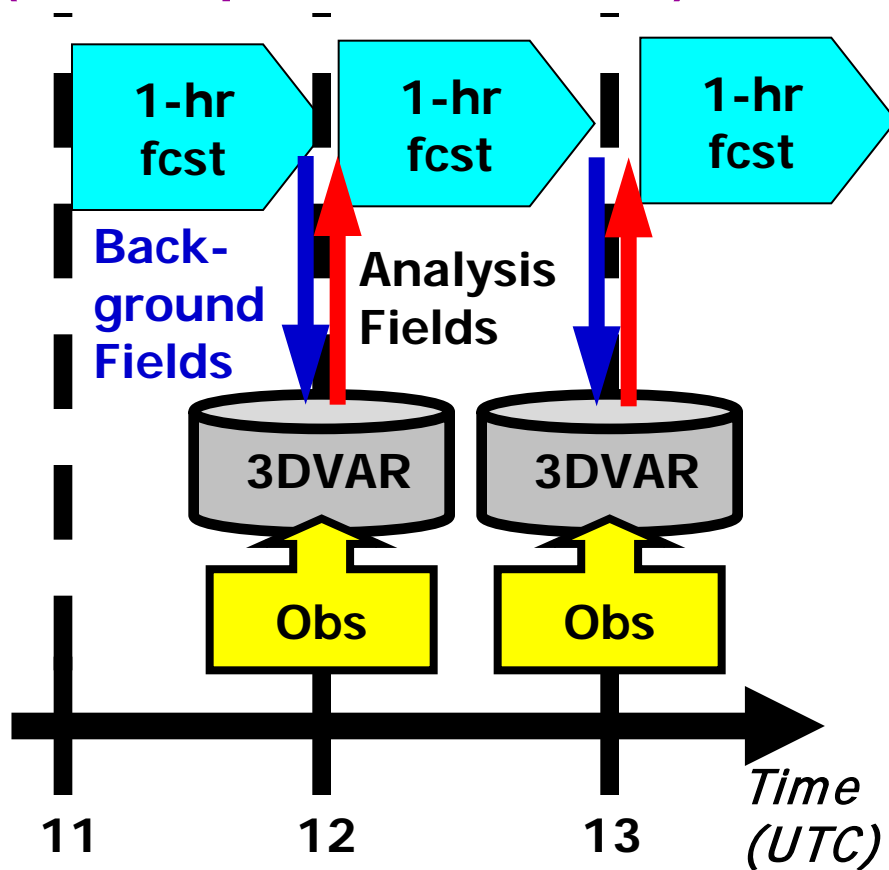 1-hr
fcst
1-hr
fcst
1-hr
fcst
Back-
ground
Fields
Analysis
Fields
3DVAR
3DVAR
Obs
Obs
11
12
13
Time
(UTC)